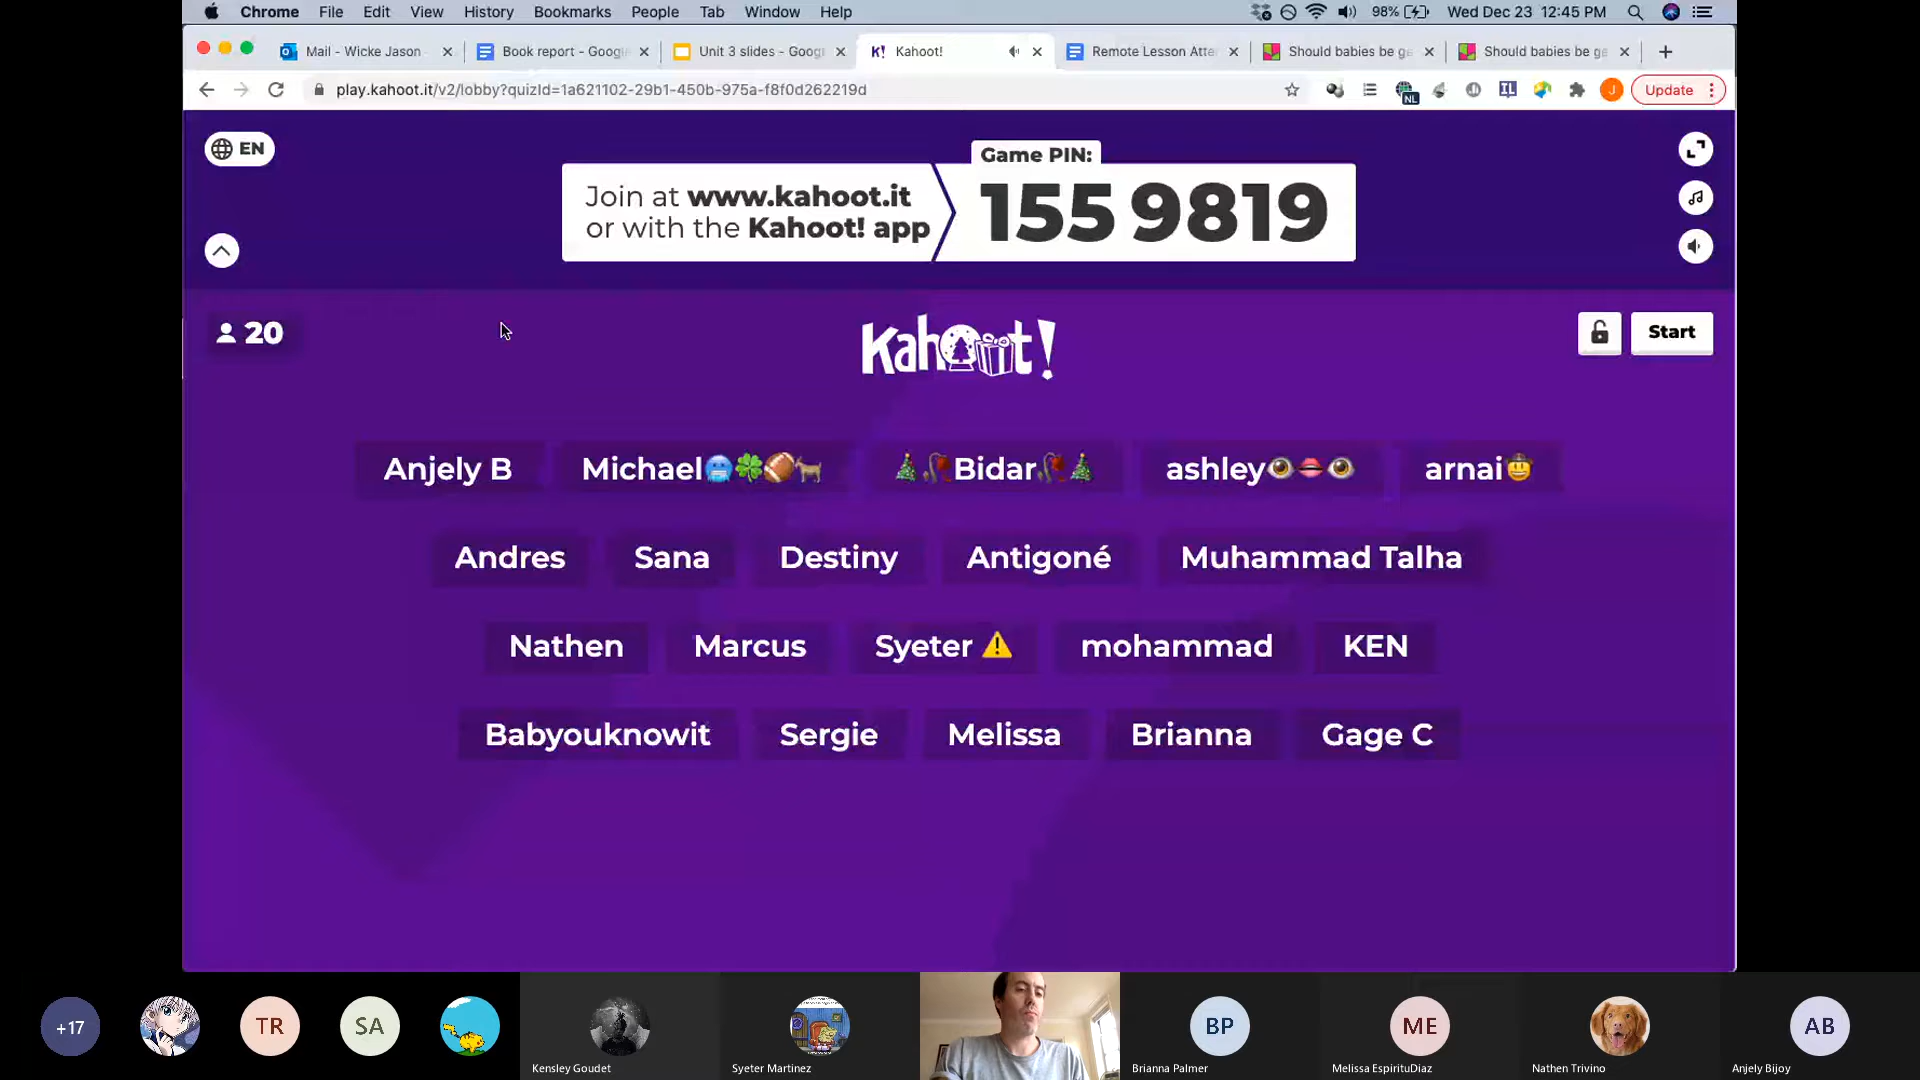 Chrome File Edit View History Bookmarks People Tab Window Help 98% Wed Dec 23 12:45 PM
Mail - Wicke Jason Book report - Googl Unit 3 slides - Goog K! Kahoot! Remote Lesson Atte Should babies be ge Should babies be ge
play.kahoot.it/v2/lobby?quizId=1a621102-29b1-450b-975a-f8f0d262219d NL J Update
EN
Game PIN:
Join at www.kahoot.it
or with the Kahoot! app
155 9819
20
Kahoot!
Start
Anjely B Michael🥶🍀🏈🐐 🎄🥀Bidar🥀🎄 ashley👁️👄👁️ arnai🤠
Andres Sana Destiny Antigoné Muhammad Talha
Nathen Marcus Syeter ⚠️ mohammad KEN
Babyouknowit Sergie Melissa Brianna Gage C
+17 TR SA BP ME AB
Kensley Goudet Syeter Martinez Brianna Palmer Melissa EspirituDiaz Nathen Trivino Anjely Bijoy